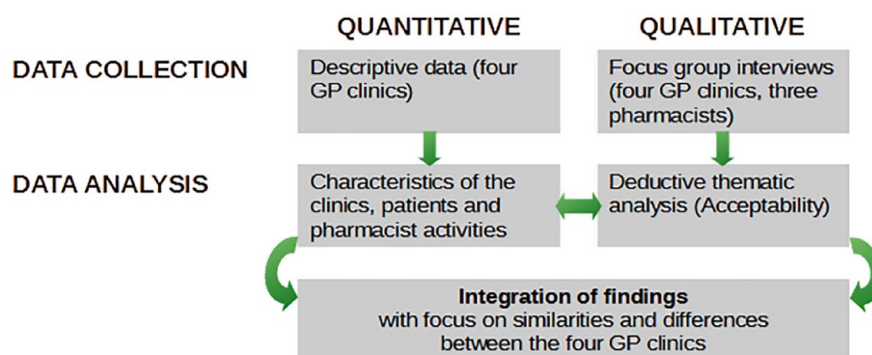 QUANTITATIVE
QUALITATIVE
DATA COLLECTION
Descriptive data (four
GP clinics)
Focus group interviews
(four GP clinics, three
pharmacists)
DATA ANALYSIS
Characteristics of the
clinics, patients and
pharmacist activities
Deductive thematic
analysis (Acceptability)
Integration of findings
with focus on similarities and differences
between the four GP clinics